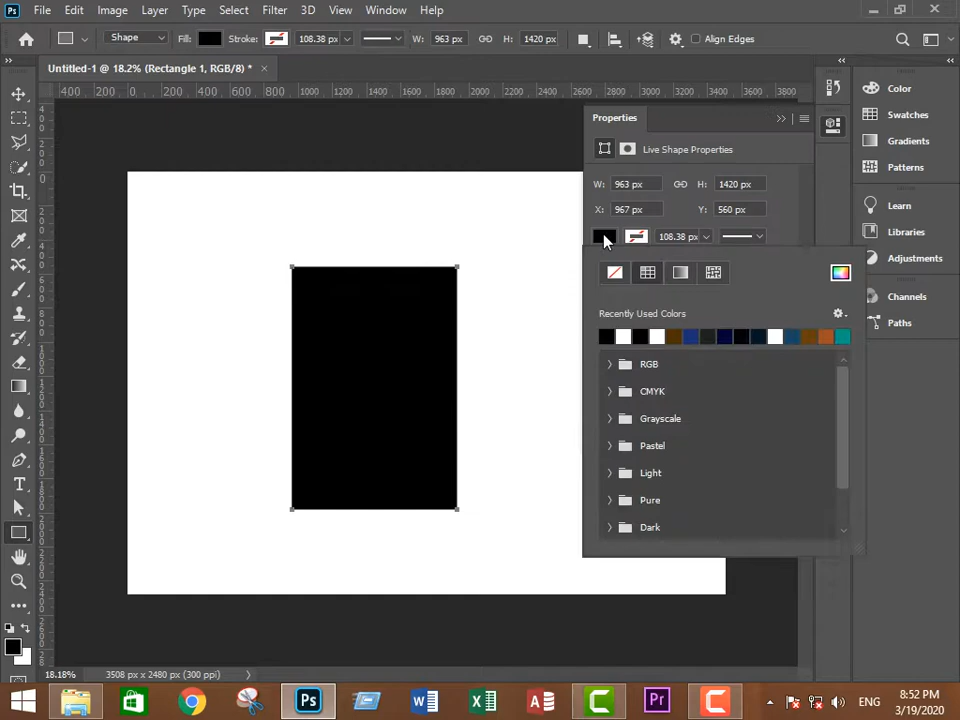 Ps File Edit Image Layer Type Select Filter 3D View Window Help
Shape Fill: Stroke: 108.38 px W: 963 px H: 1420 px Align Edges
Untitled-1 @ 18.2% (Rectangle 1, RGB/8) *
400 200 0 200 400 600 800 1000 1200 1400 1600 1800 2000 2200 2400 2600 2800 3000 3200 3400 3600 3800
Properties
Live Shape Properties
W: 963 px H: 1420 px
X: 967 px Y: 560 px
108.38 px
Recently Used Colors
RGB
CMYK
Grayscale
Pastel
Light
Pure
Dark
Color
Swatches
Gradients
Patterns
Learn
Libraries
Adjustments
Channels
Paths
18.18% 3508 px x 2480 px (300 ppi)
Ps Pr
ENG
8:52 PM
3/19/2020